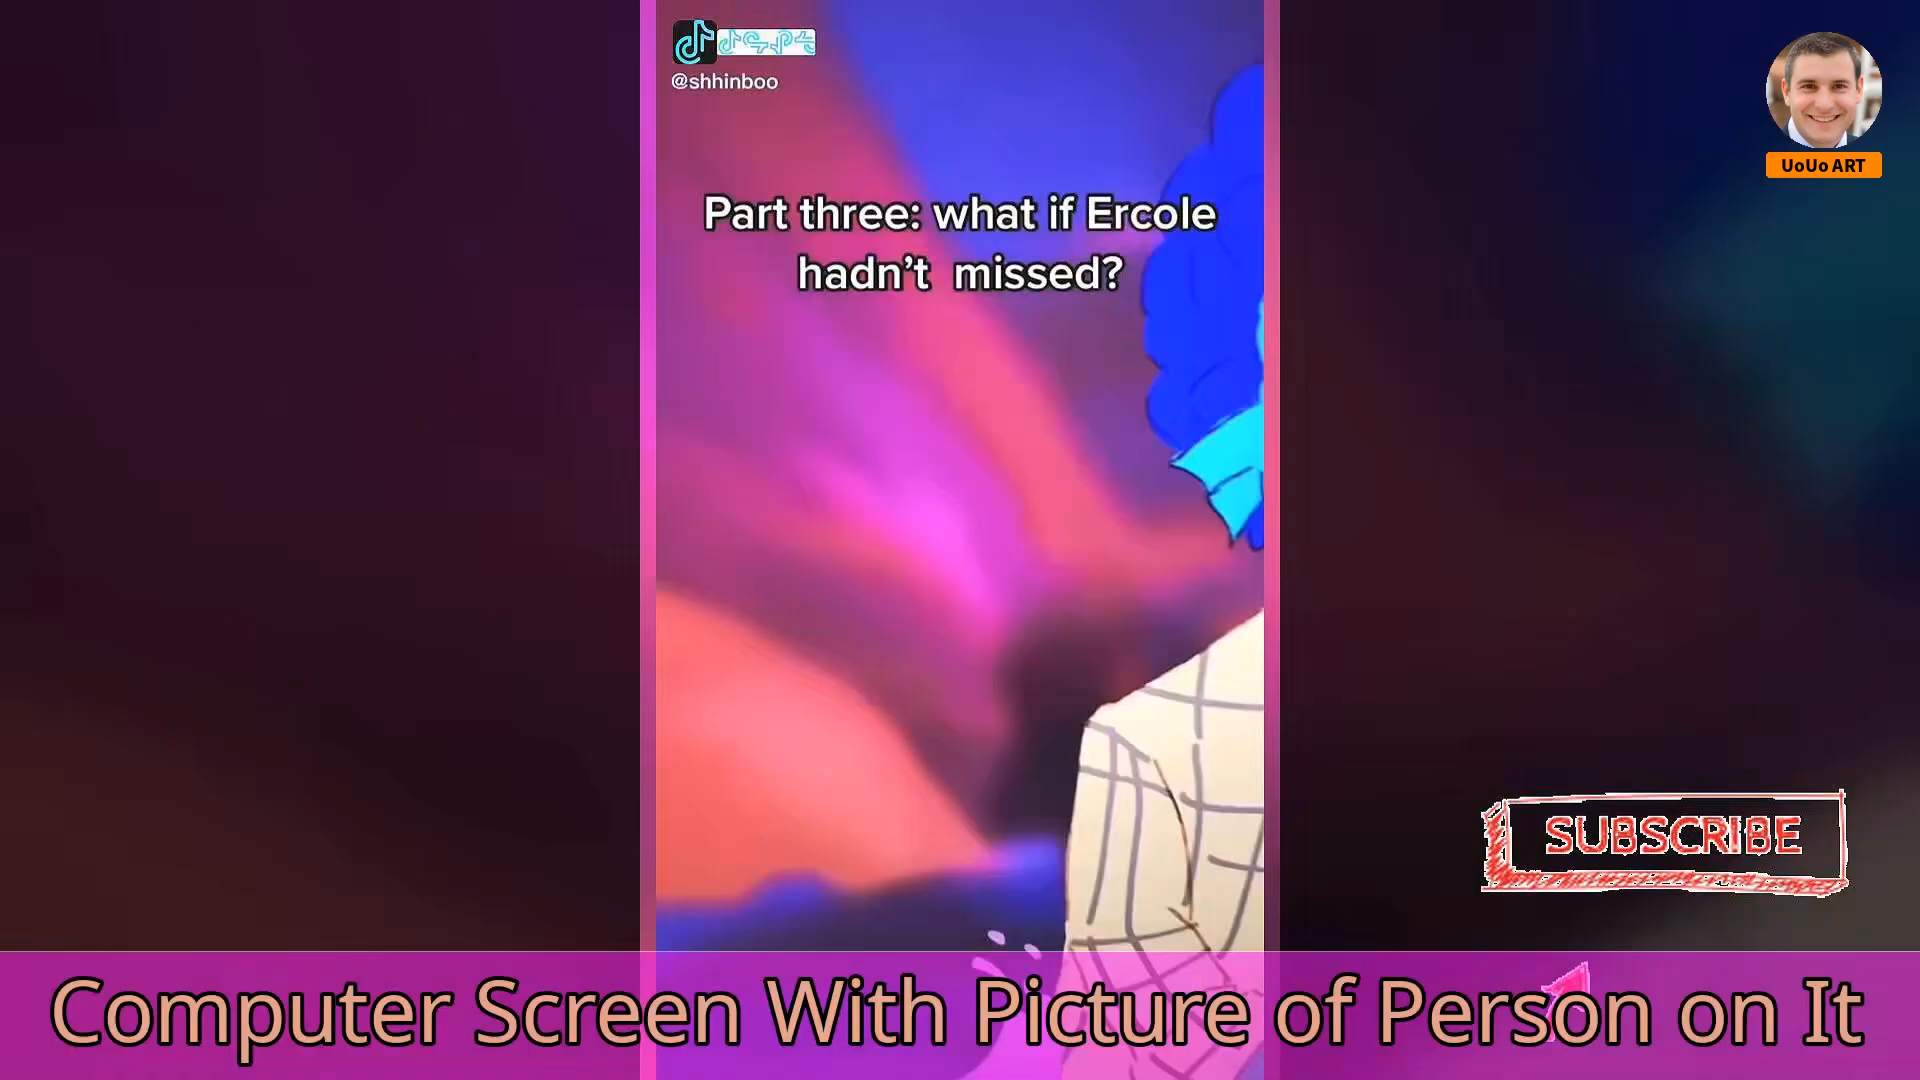 @shhinboo
UoUo ART
Part three: what if Ercole
hadn't  missed?
SUBSCRIBE
Computer Screen With Picture of Person on It